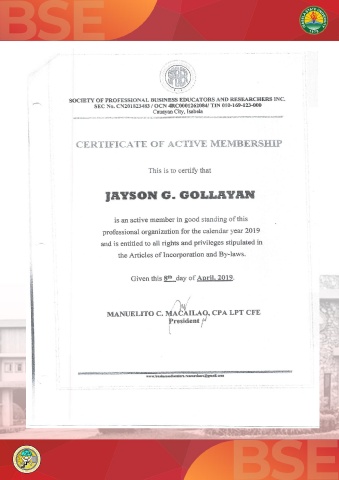 BSE
SOCIETY OF PROFESSIONAL BUSINESS EDUCATORS AND RESEARCHERS INC.
Cauayan City, Isabela
CERTIFICATE OF ACTIVE MEMBERSHIP
This is to certify that
JAYSON G. GOLLAYAN
is an active member in good standing of this
professional organization for the calendar year 2019
and is entitled to all rights and privileges stipulated in
the Articles of Incorporation and By-laws.
Given this 8th day of April, 2019.
MANUELITO C. MACAILAO, CPA LPT CFE
President
BSE